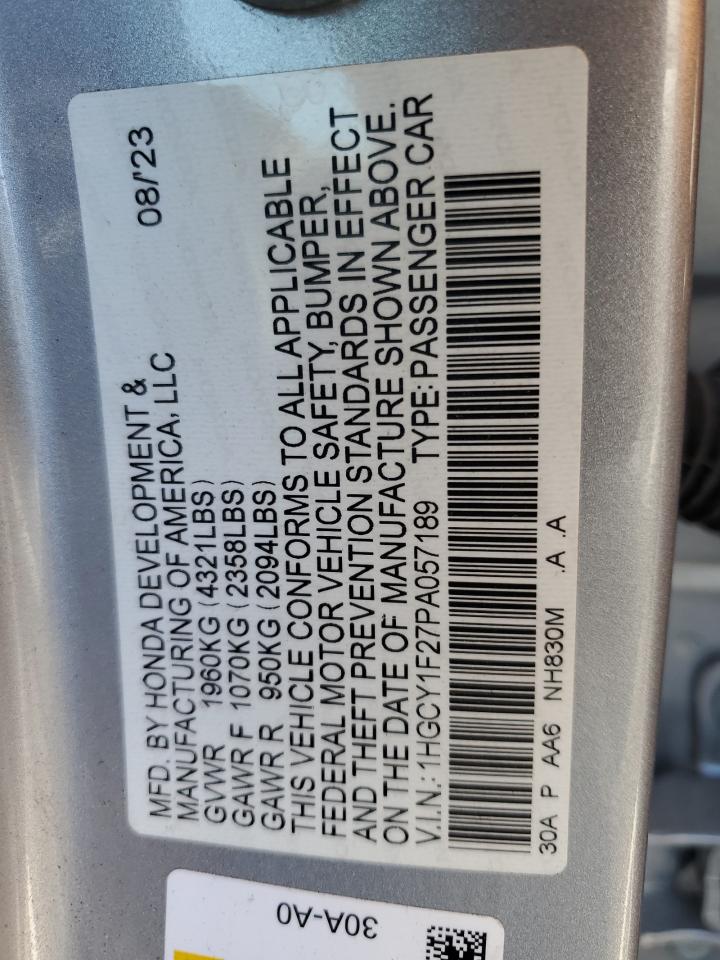 MFD. BY HONDA DEVELOPMENT &
MANUFACTURING OF AMERICA, LLC 08/'23
GVWR 1960KG (4321LBS)
GAWR F 1070KG (2358LBS)
GAWR R 950KG (2094LBS)
THIS VEHICLE CONFORMS TO ALL APPLICABLE
FEDERAL MOTOR VEHICLE SAFETY, BUMPER,
AND THEFT PREVENTION STANDARDS IN EFFECT
ON THE DATE OF MANUFACTURE SHOWN ABOVE.
V.I.N.: 1HGCY1F27PA057189 TYPE: PASSENGER CAR
30A P AA6 NH830M .A .A
30A-A0